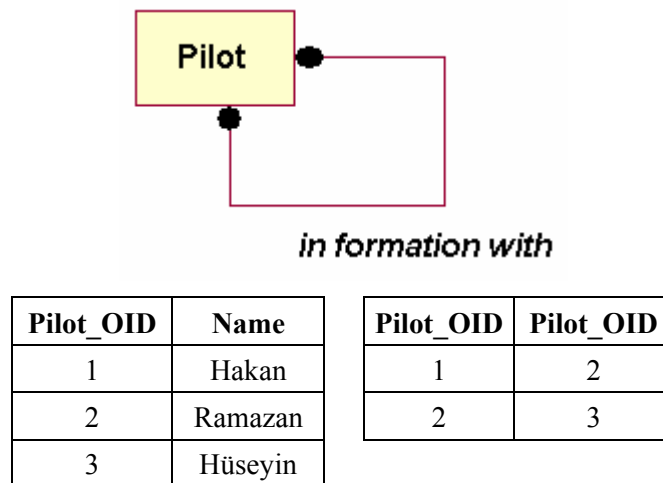 Pilot
in formation with
Pilot_OID Name
1 Hakan
2 Ramazan
3 Hüseyin
Pilot_OID Pilot_OID
1 2
2 3